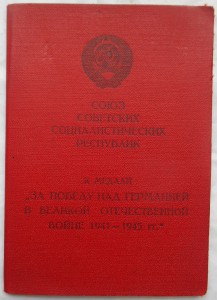 СОЮЗ
СОВЕТСКИХ
СОЦИАЛИСТИЧЕСКИХ
РЕСПУБЛИК
К МЕДАЛИ
„ЗА ПОБЕДУ НАД ГЕРМАНИЕЙ
В ВЕЛИКОЙ ОТЕЧЕСТВЕННОЙ
ВОЙНЕ 1941—1945 гг."